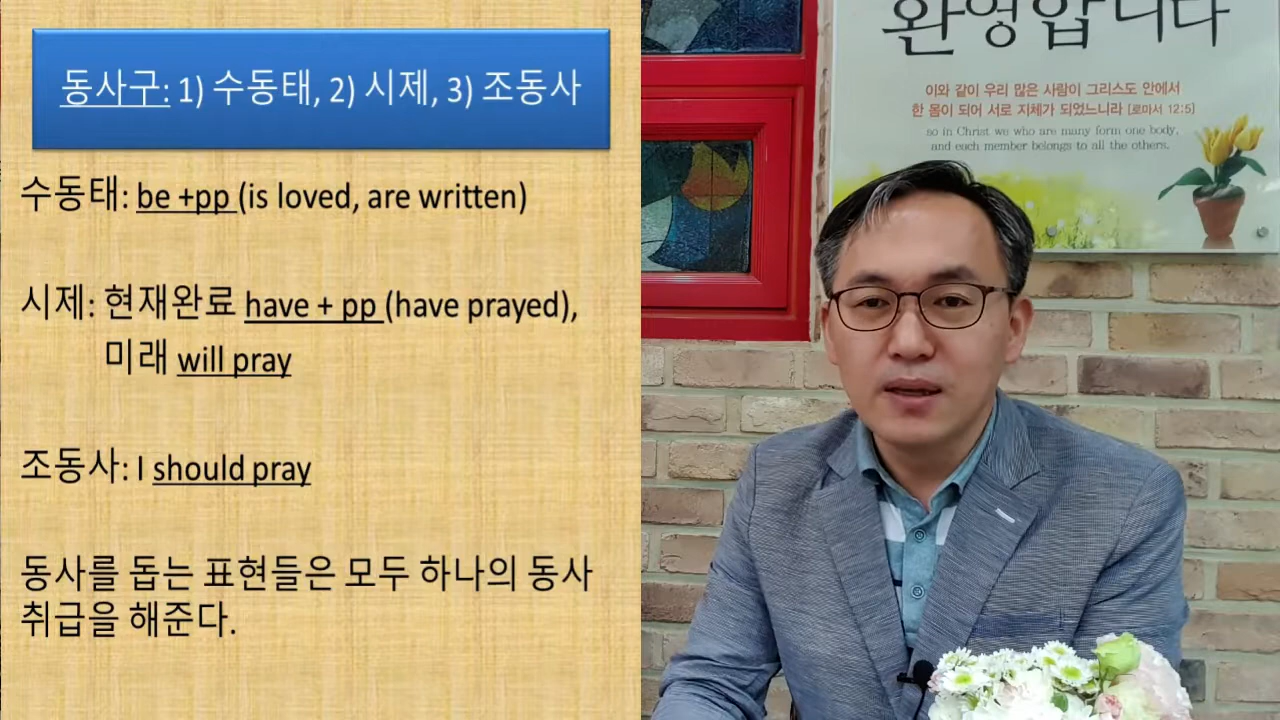 동사구: 1) 수동태, 2) 시제, 3) 조동사
수동태: be +pp (is loved, are written)
시제: 현재완료 have + pp (have prayed),
미래 will pray
조동사: I should pray
동사를 돕는 표현들은 모두 하나의 동사
취급을 해준다.
환영합니다
이와 같이 우리 많은 사람이 그리스도 안에서
한 몸이 되어 서로 지체가 되었느니라 [로마서 12:5]
so in Christ we who are many form one body,
and each member belongs to all the others.